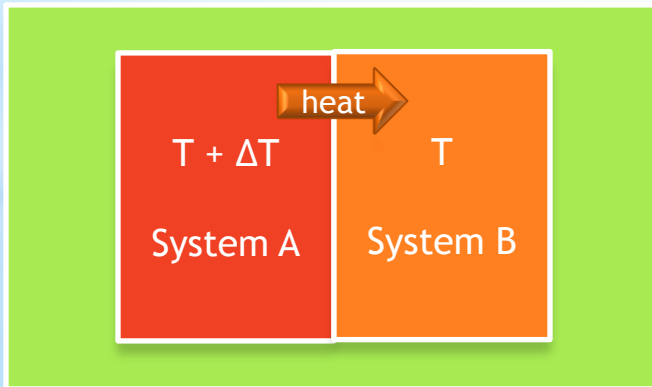 heat
T + ΔT
T
System A
System B